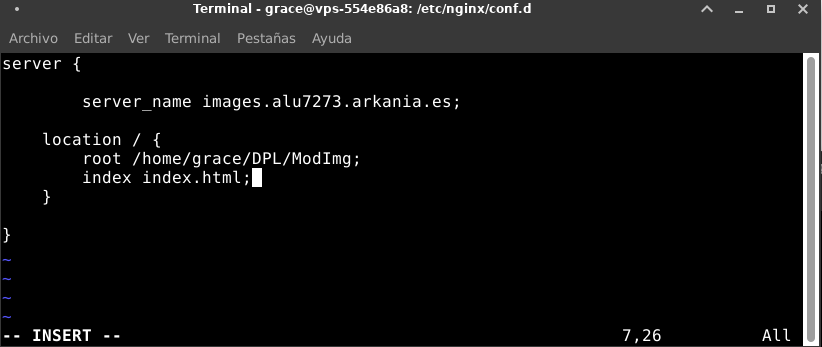 Terminal - grace@vps-554e86a8: /etc/nginx/conf.d
Archivo Editar Ver Terminal Pestañas Ayuda
server {
server_name images.alu7273.arkania.es;
location / {
root /home/grace/DPL/ModImg;
index index.html;
}
}
~
~
~
~
-- INSERT -- 7,26 All